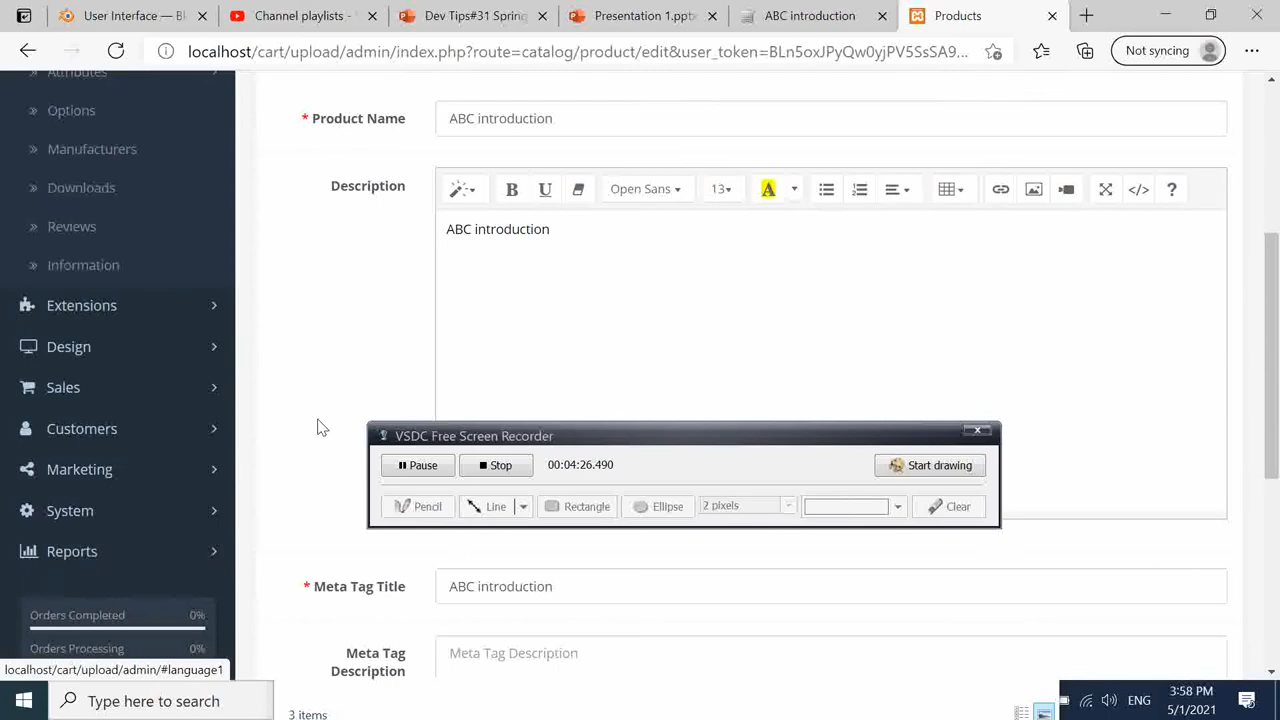 User Interface — Bl
Channel playlists -
Dev Tips#31 Spring
Presentation 1.pptx
ABC introduction
Products
localhost/cart/upload/admin/index.php?route=catalog/product/edit&user_token=BLn5oxJPyQw0yjPV5SsSA9...
Not syncing
Attributes
Options
Manufacturers
Downloads
Reviews
Information
Extensions
Design
Sales
Customers
Marketing
System
Reports
Orders Completed 0%
Orders Processing 0%
* Product Name
ABC introduction
Description
Open Sans
13
A
ABC introduction
VSDC Free Screen Recorder
Pause
Stop
00:04:26.490
Start drawing
Pencil
Line
Rectangle
Ellipse
2 pixels
Clear
* Meta Tag Title
ABC introduction
Meta Tag
Description
Meta Tag Description
localhost/cart/upload/admin/#language1
Type here to search
3 items
ENG
3:58 PM
5/1/2021